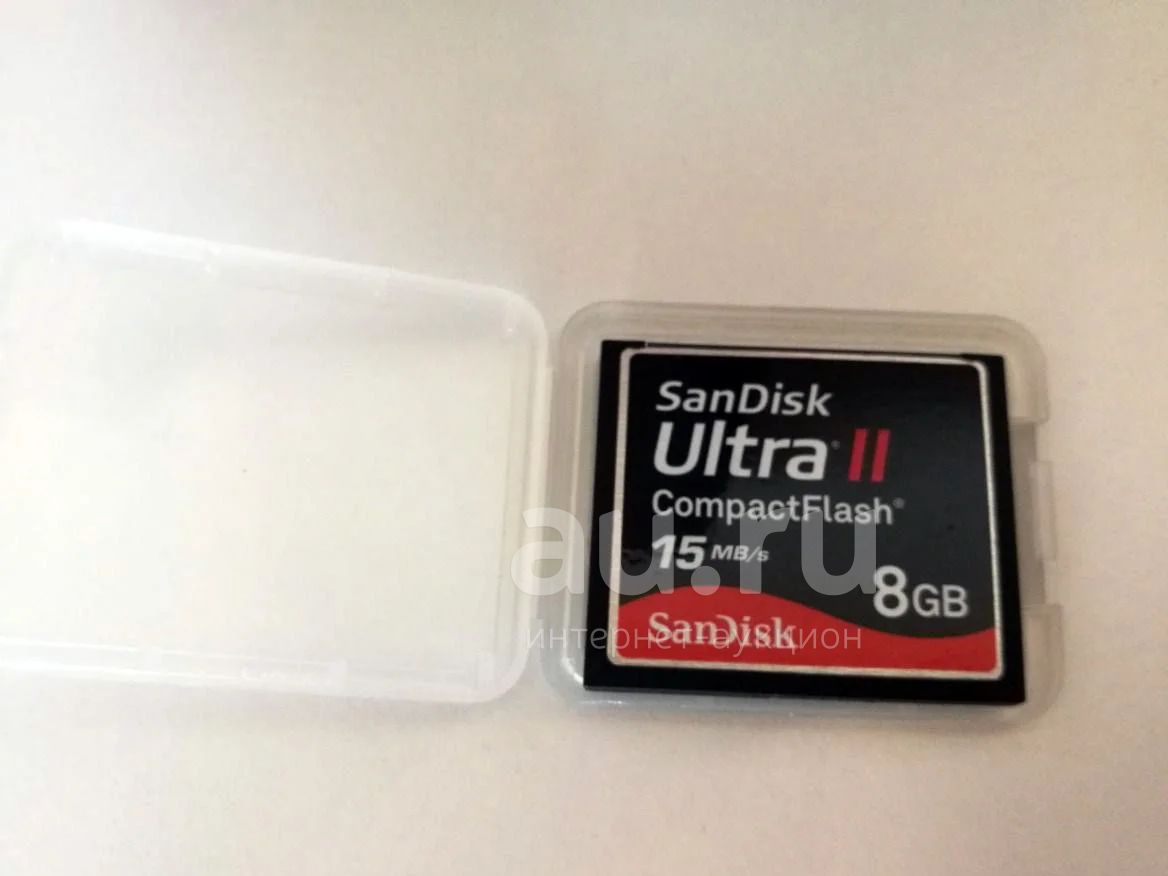 SanDisk
Ultra® II
CompactFlash®
15 MB/s
8GB
SanDisk
au.ru
интернет-аукцион